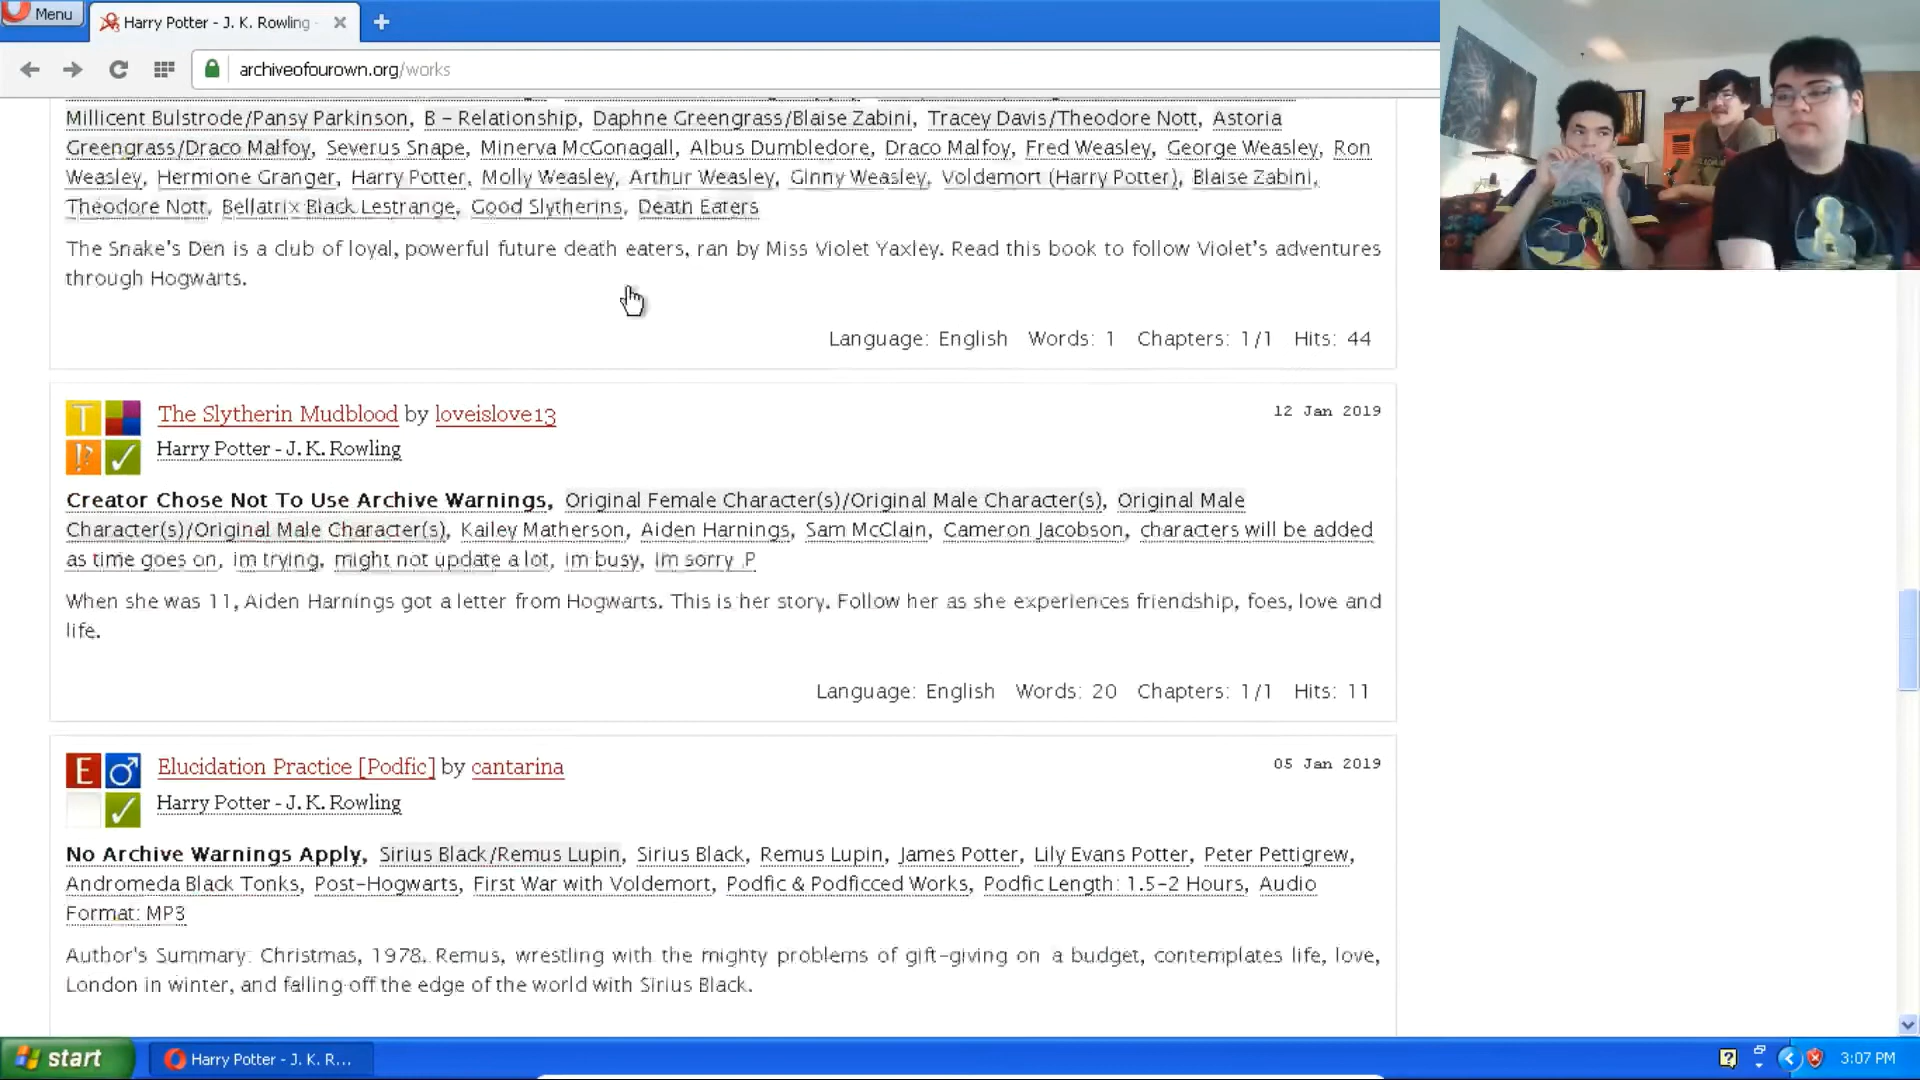 Menu
Harry Potter - J. K. Rowling
archiveofourown.org/works
Millicent Bulstrode/Pansy Parkinson, B - Relationship, Daphne Greengrass/Blaise Zabini, Tracey Davis/Theodore Nott, Astoria
Greengrass/Draco Malfoy, Severus Snape, Minerva McGonagall, Albus Dumbledore, Draco Malfoy, Fred Weasley, George Weasley, Ron
Weasley, Hermione Granger, Harry Potter, Molly Weasley, Arthur Weasley, Ginny Weasley, Voldemort (Harry Potter), Blaise Zabini,
Theodore Nott, Bellatrix Black Lestrange, Good Slytherins, Death Eaters
The Snake's Den is a club of loyal, powerful future death eaters, ran by Miss Violet Yaxley. Read this book to follow Violet's adventures
through Hogwarts.
Language: English Words: 1 Chapters: 1/1 Hits: 44
The Slytherin Mudblood by loveislove13
12 Jan 2019
Harry Potter - J. K. Rowling
Creator Chose Not To Use Archive Warnings, Original Female Character(s)/Original Male Character(s), Original Male
Character(s)/Original Male Character(s), Kailey Matherson, Aiden Harnings, Sam McClain, Cameron Jacobson, characters will be added
as time goes on, im trying, might not update a lot, im busy, im sorry :P
When she was 11, Aiden Harnings got a letter from Hogwarts. This is her story. Follow her as she experiences friendship, foes, love and
life.
Language: English Words: 20 Chapters: 1/1 Hits: 11
Elucidation Practice [Podfic] by cantarina
05 Jan 2019
Harry Potter - J. K. Rowling
No Archive Warnings Apply, Sirius Black/Remus Lupin, Sirius Black, Remus Lupin, James Potter, Lily Evans Potter, Peter Pettigrew,
Andromeda Black Tonks, Post-Hogwarts, First War with Voldemort, Podfic & Podficced Works, Podfic Length: 1.5-2 Hours, Audio
Format: MP3
Author's Summary: Christmas, 1978. Remus, wrestling with the mighty problems of gift-giving on a budget, contemplates life, love,
London in winter, and falling off the edge of the world with Sirius Black.
start
Harry Potter - J. K. R...
3:07 PM